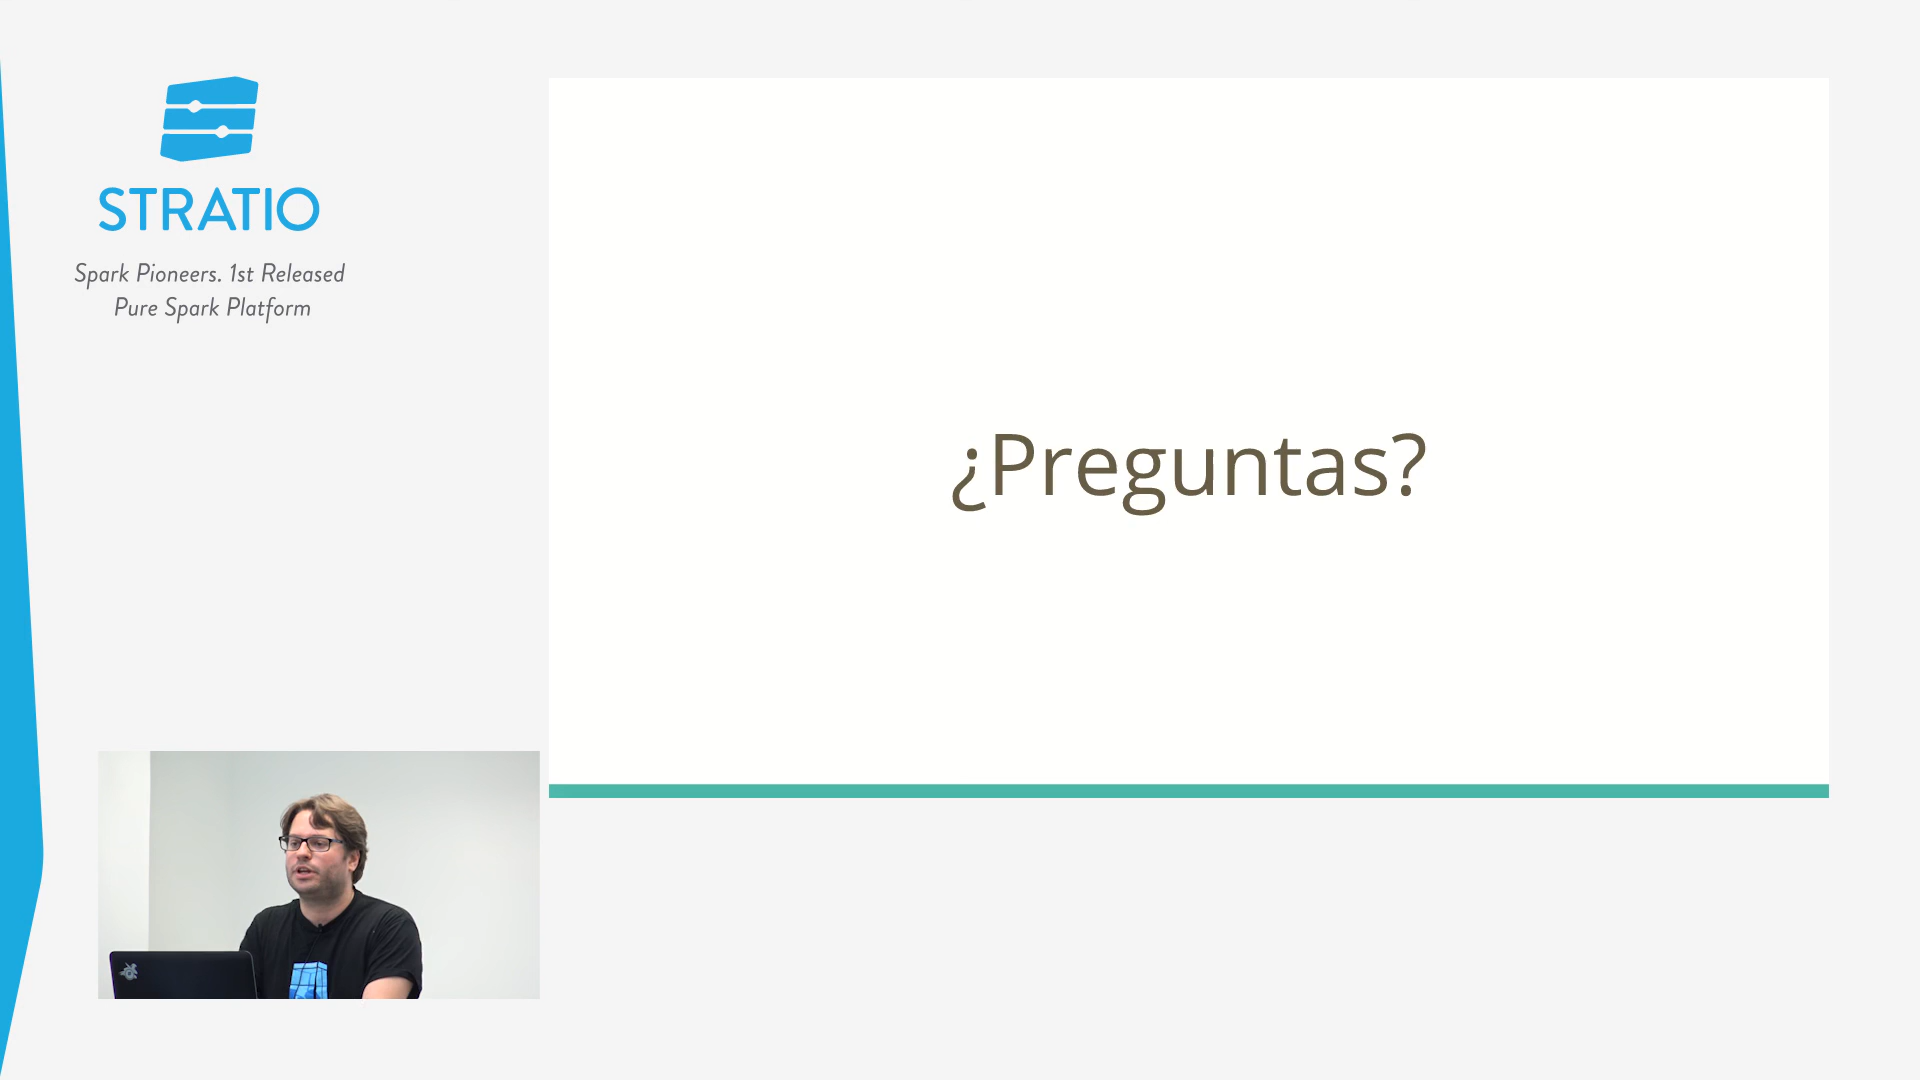 STRATIO
Spark Pioneers. 1st Released
Pure Spark Platform
¿Preguntas?